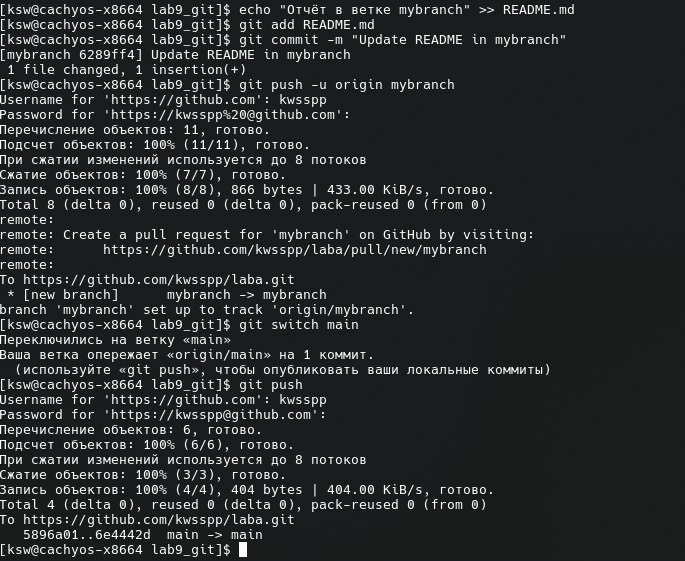 [ksw@cachyos-x8664 lab9_git]$ echo "Отчёт в ветке mybranch" >> README.md
[ksw@cachyos-x8664 lab9_git]$ git add README.md
[ksw@cachyos-x8664 lab9_git]$ git commit -m "Update README in mybranch"
[mybranch 6289ff4] Update README in mybranch
 1 file changed, 1 insertion(+)
[ksw@cachyos-x8664 lab9_git]$ git push -u origin mybranch
Username for 'https://github.com': kwsspp
Password for 'https://kwsspp%20@github.com':
Перечисление объектов: 11, готово.
Подсчет объектов: 100% (11/11), готово.
При сжатии изменений используется до 8 потоков
Сжатие объектов: 100% (7/7), готово.
Запись объектов: 100% (8/8), 866 bytes | 433.00 KiB/s, готово.
Total 8 (delta 0), reused 0 (delta 0), pack-reused 0 (from 0)
remote:
remote: Create a pull request for 'mybranch' on GitHub by visiting:
remote:      https://github.com/kwsspp/laba/pull/new/mybranch
remote:
To https://github.com/kwsspp/laba.git
 * [new branch]      mybranch -> mybranch
branch 'mybranch' set up to track 'origin/mybranch'.
[ksw@cachyos-x8664 lab9_git]$ git switch main
Переключились на ветку «main»
Ваша ветка опережает «origin/main» на 1 коммит.
  (используйте «git push», чтобы опубликовать ваши локальные коммиты)
[ksw@cachyos-x8664 lab9_git]$ git push
Username for 'https://github.com': kwsspp
Password for 'https://kwsspp@github.com':
Перечисление объектов: 6, готово.
Подсчет объектов: 100% (6/6), готово.
При сжатии изменений используется до 8 потоков
Сжатие объектов: 100% (3/3), готово.
Запись объектов: 100% (4/4), 404 bytes | 404.00 KiB/s, готово.
Total 4 (delta 0), reused 0 (delta 0), pack-reused 0 (from 0)
To https://github.com/kwsspp/laba.git
   5896a01..6e4442d  main -> main
[ksw@cachyos-x8664 lab9_git]$